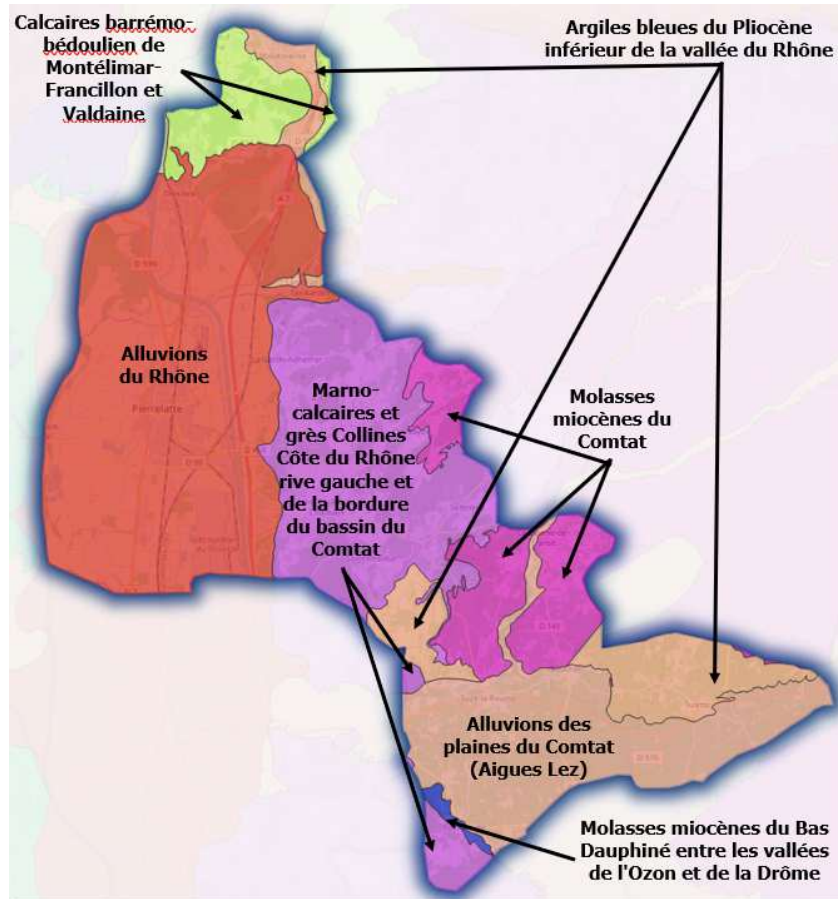 Calcaires barrémo-
bédoulien de
Montélimar-
Francillon et
Valdaine
Argiles bleues du Pliocène
inférieur de la vallée du Rhône
Alluvions
du Rhône
Pierrelatte
Marno-
calcaires et
grès Collines
Côte du Rhône
rive gauche et
de la bordure
du bassin du
Comtat
Molasses
miocènes du
Comtat
Alluvions des
plaines du Comtat
(Aigues Lez)
Molasses miocènes du Bas
Dauphiné entre les vallées
de l'Ozon et de la Drôme